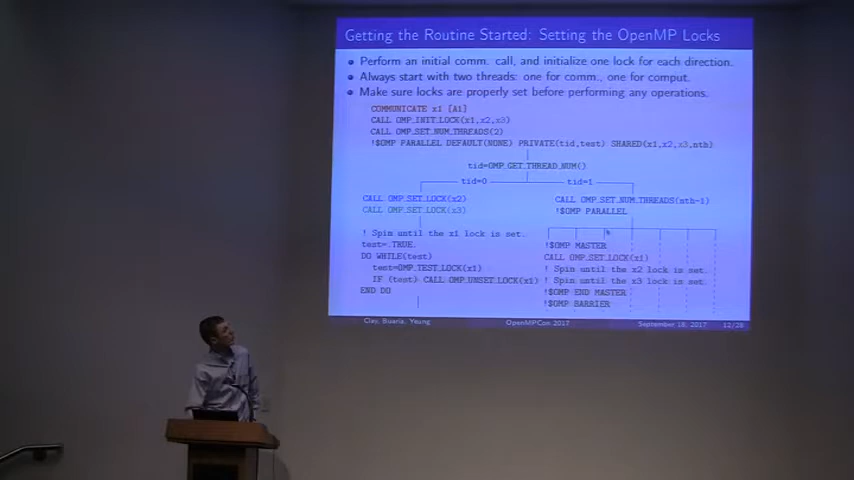 Getting the Routine Started: Setting the OpenMP Locks
Perform an initial comm. call, and initialize one lock for each direction.
Always start with two threads: one for comm., one for comput.
Make sure locks are properly set before performing any operations.
COMMUNICATE x1 [A1]
CALL OMP_INIT_LOCK(x1,x2,x3)
CALL OMP_SET_NUM_THREADS(2)
!$OMP PARALLEL DEFAULT(NONE) PRIVATE(tid,test) SHARED(x1,x2,x3,nth)
tid=OMP_GET_THREAD_NUM()
tid=0
tid=1
CALL OMP_SET_LOCK(x2)
CALL OMP_SET_LOCK(x3)
! Spin until the x1 lock is set.
test=.TRUE.
DO WHILE(test)
test=OMP_TEST_LOCK(x1)
IF (test) CALL OMP_UNSET_LOCK(x1)
END DO
CALL OMP_SET_NUM_THREADS(nth-1)
!$OMP PARALLEL
!$OMP MASTER
CALL OMP_SET_LOCK(x1)
! Spin until the x2 lock is set.
! Spin until the x3 lock is set.
!$OMP END MASTER
!$OMP BARRIER
Clay, Buaria, Yeung
OpenMPCon 2017
September 18, 2017
12/28